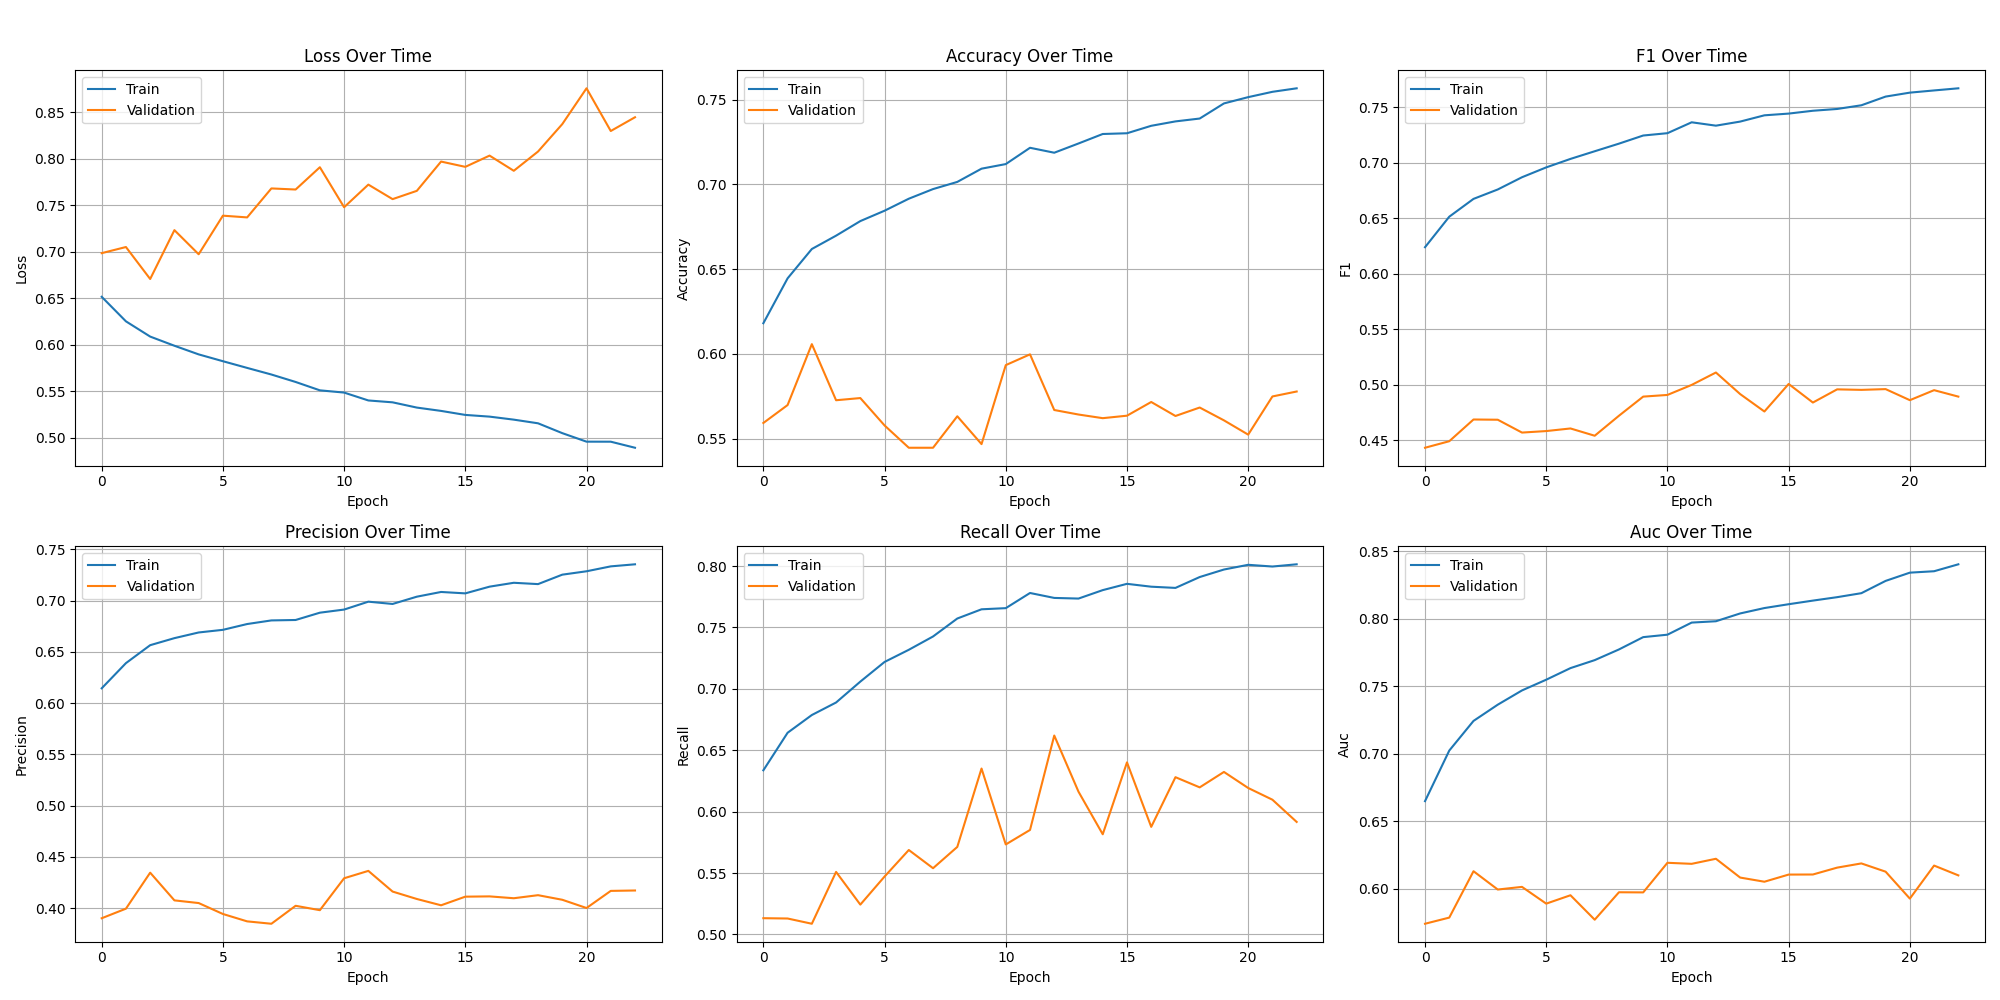 Loss Over Time
Train
Validation
0.85
0.80
0.75
0.70
0.65
0.60
0.55
0.50
Loss
0 5 10 15 20
Epoch
Accuracy Over Time
Train
Validation
0.75
0.70
0.65
0.60
0.55
Accuracy
0 5 10 15 20
Epoch
F1 Over Time
Train
Validation
0.75
0.70
0.65
0.60
0.55
0.50
0.45
F1
0 5 10 15 20
Epoch
Precision Over Time
Train
Validation
0.75
0.70
0.65
0.60
0.55
0.50
0.45
0.40
Precision
0 5 10 15 20
Epoch
Recall Over Time
Train
Validation
0.80
0.75
0.70
0.65
0.60
0.55
0.50
Recall
0 5 10 15 20
Epoch
Auc Over Time
Train
Validation
0.85
0.80
0.75
0.70
0.65
0.60
Auc
0 5 10 15 20
Epoch